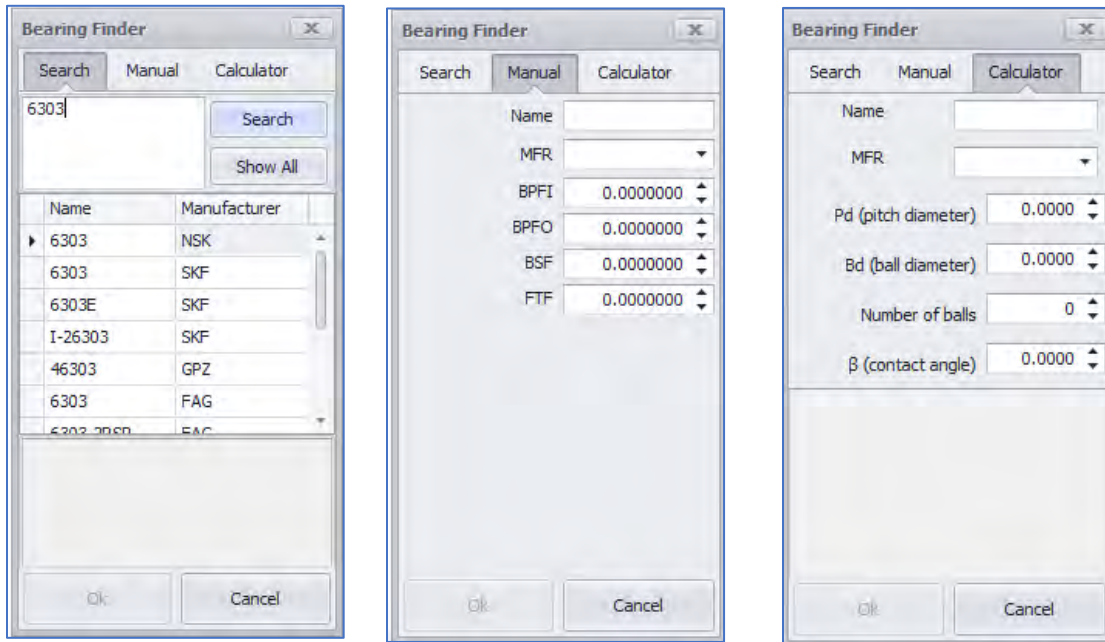 Bearing Finder
Search Manual Calculator
6303
Search
Show All
Name Manufacturer
6303 NSK
6303 SKF
6303E SKF
I-26303 SKF
46303 GPZ
6303 FAG
Ok Cancel
Bearing Finder
Search Manual Calculator
Name
MFR
BPFI 0.0000000
BPFO 0.0000000
BSF 0.0000000
FTF 0.0000000
Ok Cancel
Bearing Finder
Search Manual Calculator
Name
MFR
Pd (pitch diameter) 0.0000
Bd (ball diameter) 0.0000
Number of balls 0
β (contact angle) 0.0000
Ok Cancel